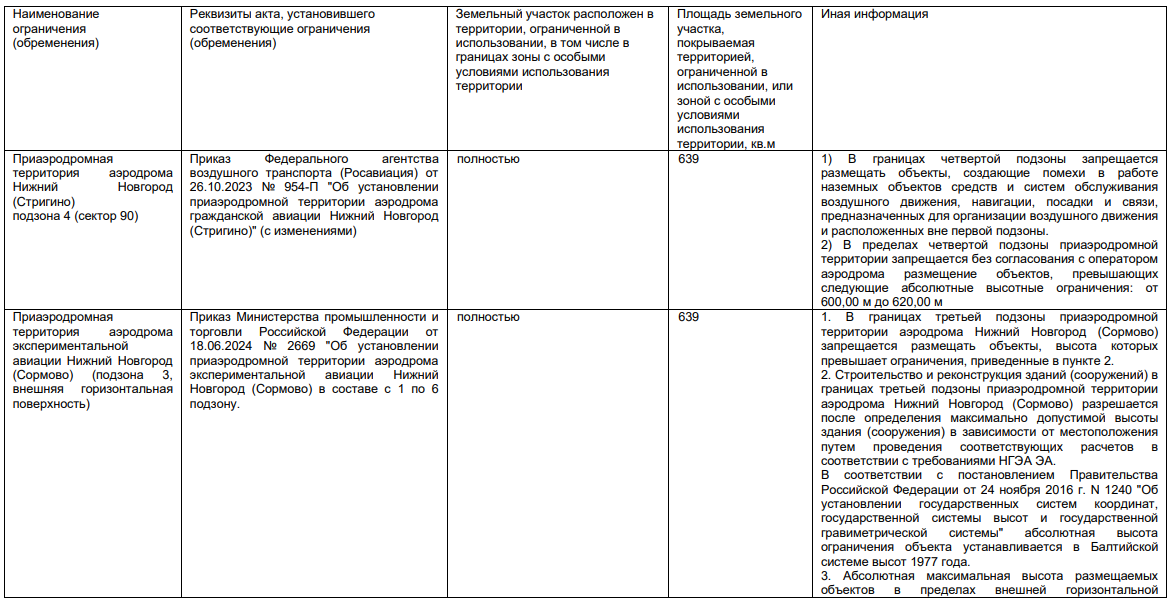 Наименование
ограничения
(обременения)
Реквизиты акта, установившего
соответствующие ограничения
(обременения)
Земельный участок расположен в
территории, ограниченной в
использовании, в том числе в
границах зоны с особыми
условиями использования
территории
Площадь земельного
участка,
покрываемая
территорией,
ограниченной в
использовании, или
зоной с особыми
условиями
использования
территории, кв.м
Иная информация
Приаэродромная
территория аэродрома
Нижний Новгород
(Стригино)
подзона 4 (сектор 90)
Приказ Федерального агентства
воздушного транспорта (Росавиация) от
26.10.2023 № 954-П "Об установлении
приаэродромной территории аэродрома
гражданской авиации Нижний Новгород
(Стригино)" (с изменениями)
полностью
639
1) В границах четвертой подзоны запрещается
размещать объекты, создающие помехи в работе
наземных объектов средств и систем обслуживания
воздушного движения, навигации, посадки и связи,
предназначенных для организации воздушного движения
и расположенных вне первой подзоны.
2) В пределах четвертой подзоны приаэродромной
территории запрещается без согласования с оператором
аэродрома размещение объектов, превышающих
следующие абсолютные высотные ограничения: от
600,00 м до 620,00 м
Приаэродромная
территория аэродрома
экспериментальной
авиации Нижний Новгород
(Сормово) (подзона 3,
внешняя горизонтальная
поверхность)
Приказ Министерства промышленности и
торговли Российской Федерации от
18.06.2024 № 2669 "Об установлении
приаэродромной территории аэродрома
экспериментальной авиации Нижний
Новгород (Сормово) в составе с 1 по 6
подзону.
полностью
639
1. В границах третьей подзоны приаэродромной
территории аэродрома Нижний Новгород (Сормово)
запрещается размещать объекты, высота которых
превышает ограничения, приведенные в пункте 2.
2. Строительство и реконструкция зданий (сооружений) в
границах третьей подзоны приаэродромной территории
аэродрома Нижний Новгород (Сормово) разрешается
после определения максимально допустимой высоты
здания (сооружения) в зависимости от местоположения
путем проведения соответствующих расчетов в
соответствии с требованиями НГЭА ЭА.
В соответствии с постановлением Правительства
Российской Федерации от 24 ноября 2016 г. N 1240 "Об
установлении государственных систем координат,
государственной системы высот и государственной
гравиметрической системы" абсолютная высота
ограничения объекта устанавливается в Балтийской
системе высот 1977 года.
3. Абсолютная максимальная высота размещаемых
объектов в пределах внешней горизонтальной